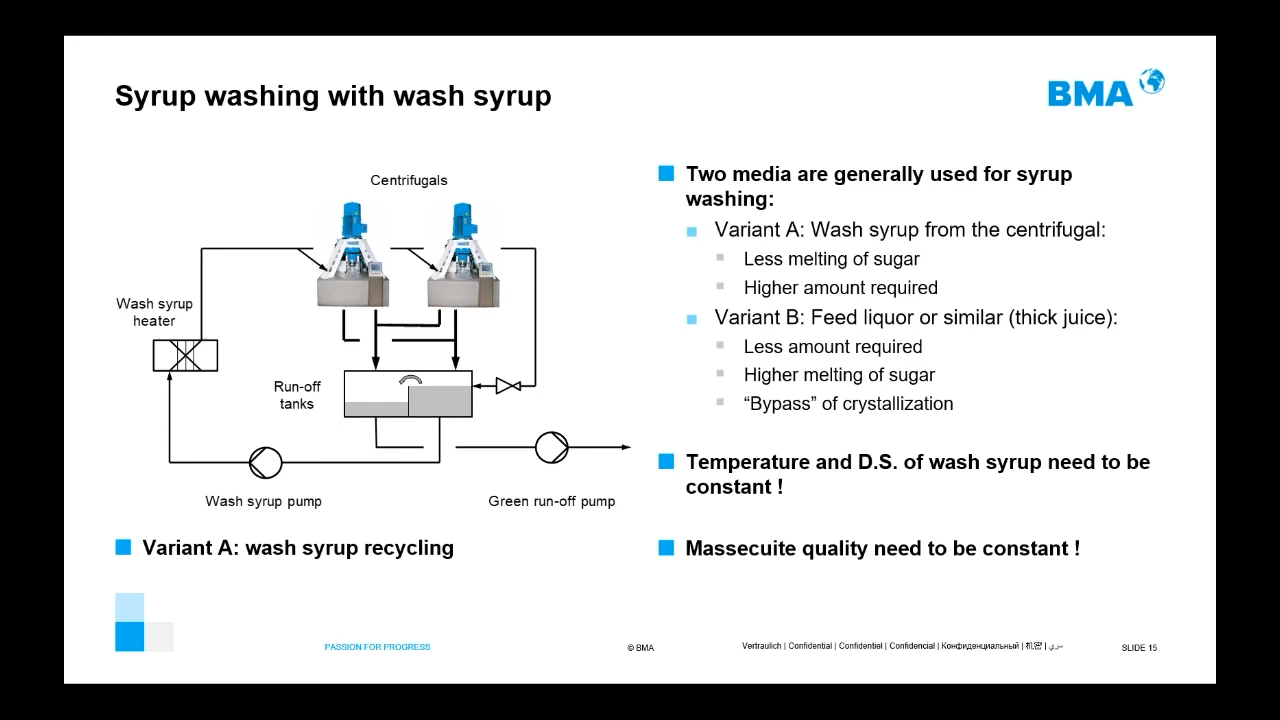 Syrup washing with wash syrup
BMA
Centrifugals
Wash syrup
heater
Run-off
tanks
Wash syrup pump
Green run-off pump
Variant A: wash syrup recycling
Two media are generally used for syrup
washing:
Variant A: Wash syrup from the centrifugal:
Less melting of sugar
Higher amount required
Variant B: Feed liquor or similar (thick juice):
Less amount required
Higher melting of sugar
“Bypass” of crystallization
Temperature and D.S. of wash syrup need to be
constant !
Massecuite quality need to be constant !
PASSION FOR PROGRESS
© BMA
Vertraulich | Confidential | Confidentiel | Confidencial | Конфиденциальный |
SLIDE 15